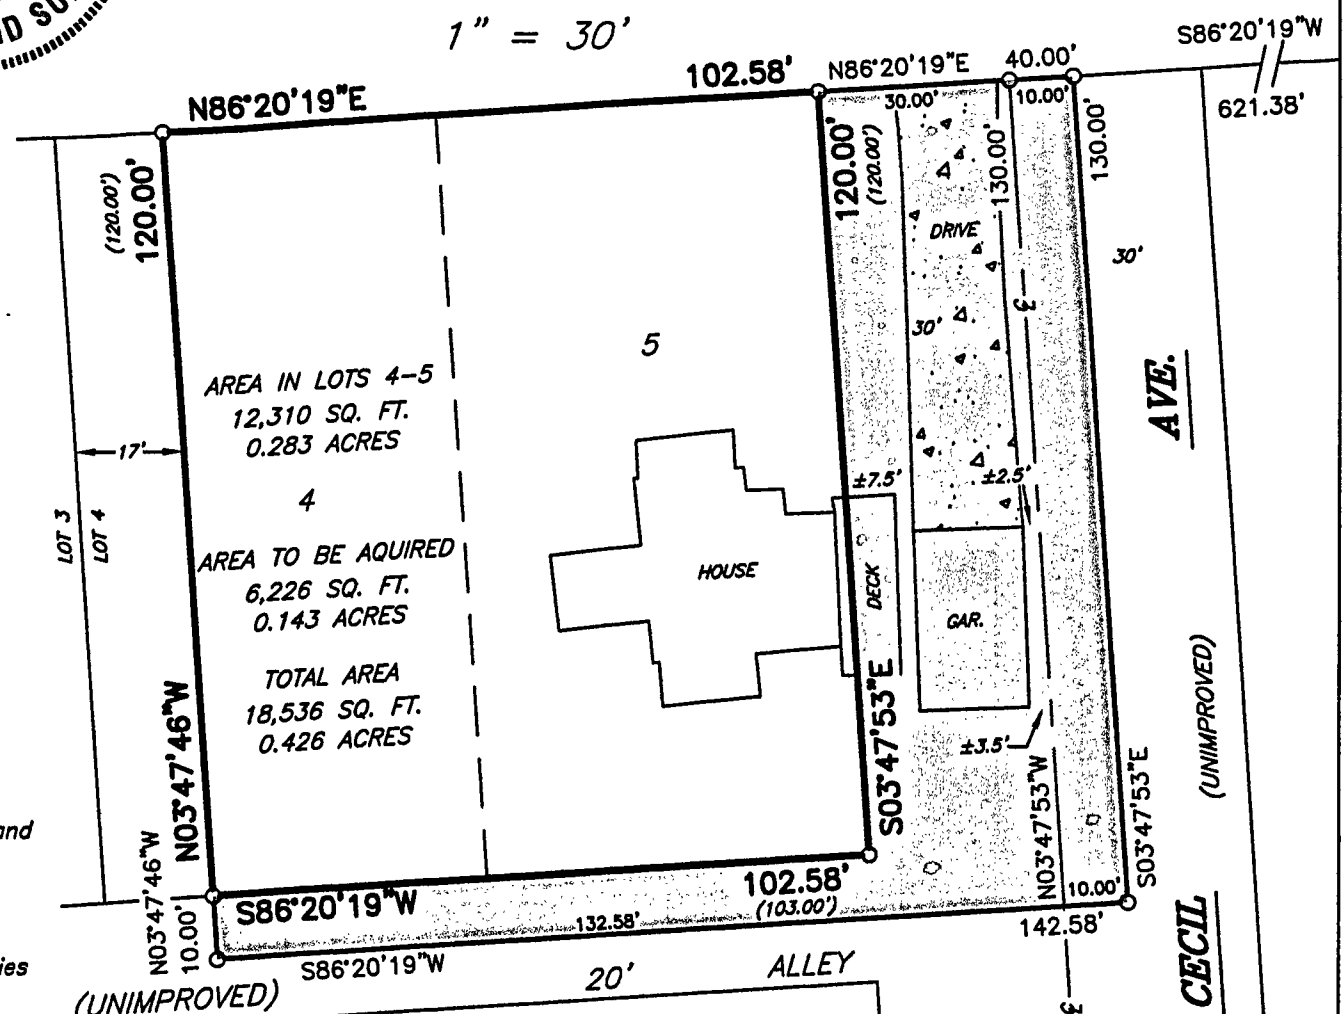 D SU
1" = 30'
S86°20'19"W
621.38'
N86°20'19"E
102.58'
N86°20'19"E
40.00'
30.00'
10.00'
120.00'
(120.00')
120.00'
(120.00')
130.00'
130.00'
DRIVE
30'
30'
5
AREA IN LOTS 4-5
12,310 SQ. FT.
0.283 ACRES
17'
4
LOT 3
LOT 4
AREA TO BE AQUIRED
6,226 SQ. FT.
0.143 ACRES
TOTAL AREA
18,536 SQ. FT.
0.426 ACRES
HOUSE
DECK
±7.5'
±2.5'
GAR.
±3.5'
AVE.
(UNIMPROVED)
CECIL
N03°47'46"W
S03°47'53"E
N03°47'53"W
S03°47'53"E
and
N03°47'46"W
10.00'
S86°20'19"W
102.58'
(103.00')
132.58'
10.00'
142.58'
S86°20'19"W
ies
(UNIMPROVED)
20'
ALLEY